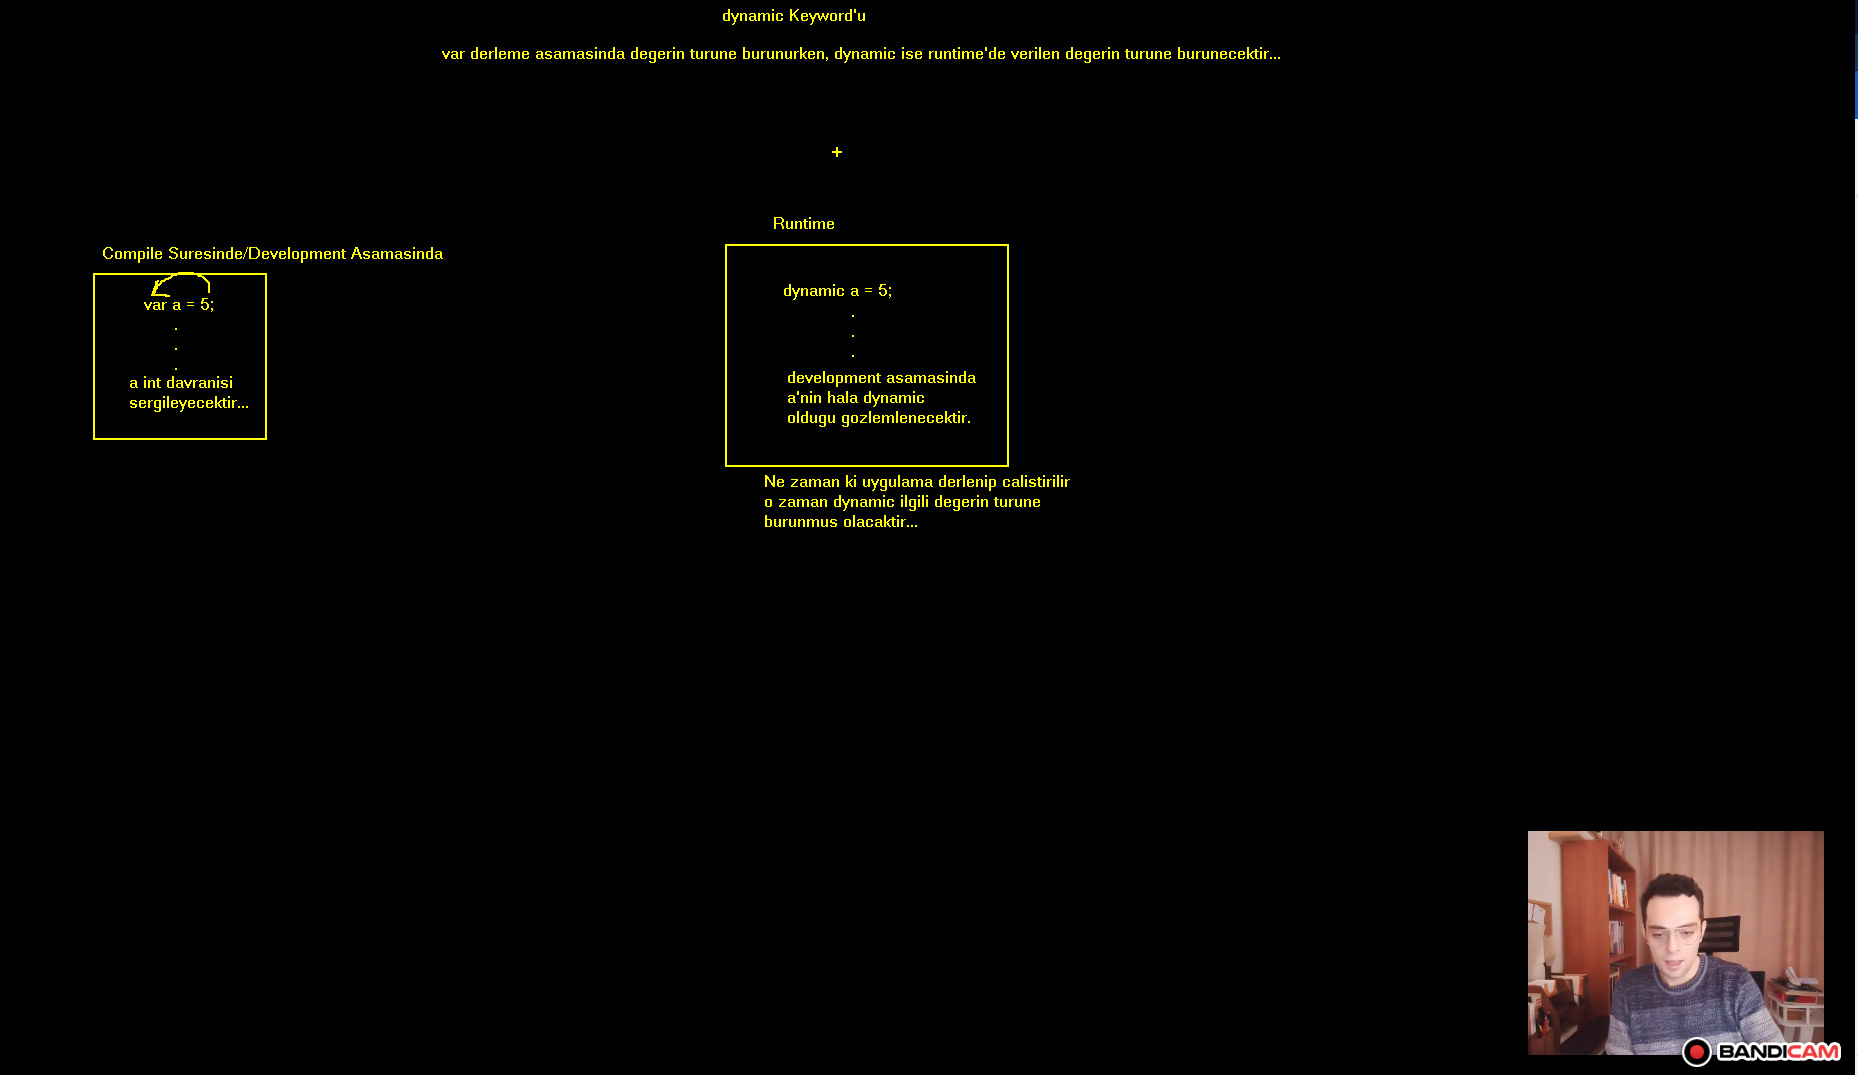 dynamic Keyword'u
var derleme asamasinda degerin turune burunurken, dynamic ise runtime'de verilen degerin turune burunecektir...
+
Compile Suresinde/Development Asamasinda
var a = 5;
.
.
.
a int davranisi
sergileyecektir...
Runtime
dynamic a = 5;
.
.
.
development asamasinda
a'nin hala dynamic
oldugu gozlemlenecektir.
Ne zaman ki uygulama derlenip calistirilir
o zaman dynamic ilgili degerin turune
burunmus olacaktir...
BANDICAM